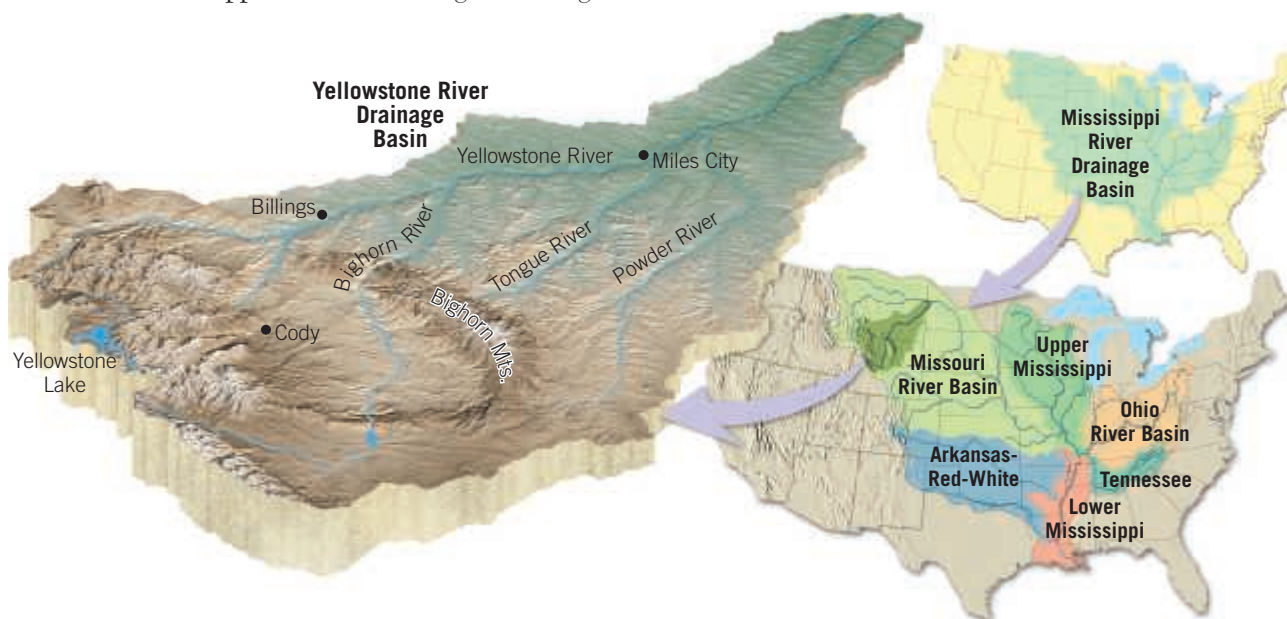 Yellowstone River
Drainage
Basin
Yellowstone River
Miles City
Billings
Bighorn River
Tongue River
Powder River
Bighorn Mts.
Cody
Yellowstone
Lake
Mississippi
River
Drainage
Basin
Missouri
River Basin
Upper
Mississippi
Ohio
River Basin
Arkansas-
Red-White
Tennessee
Lower
Mississippi